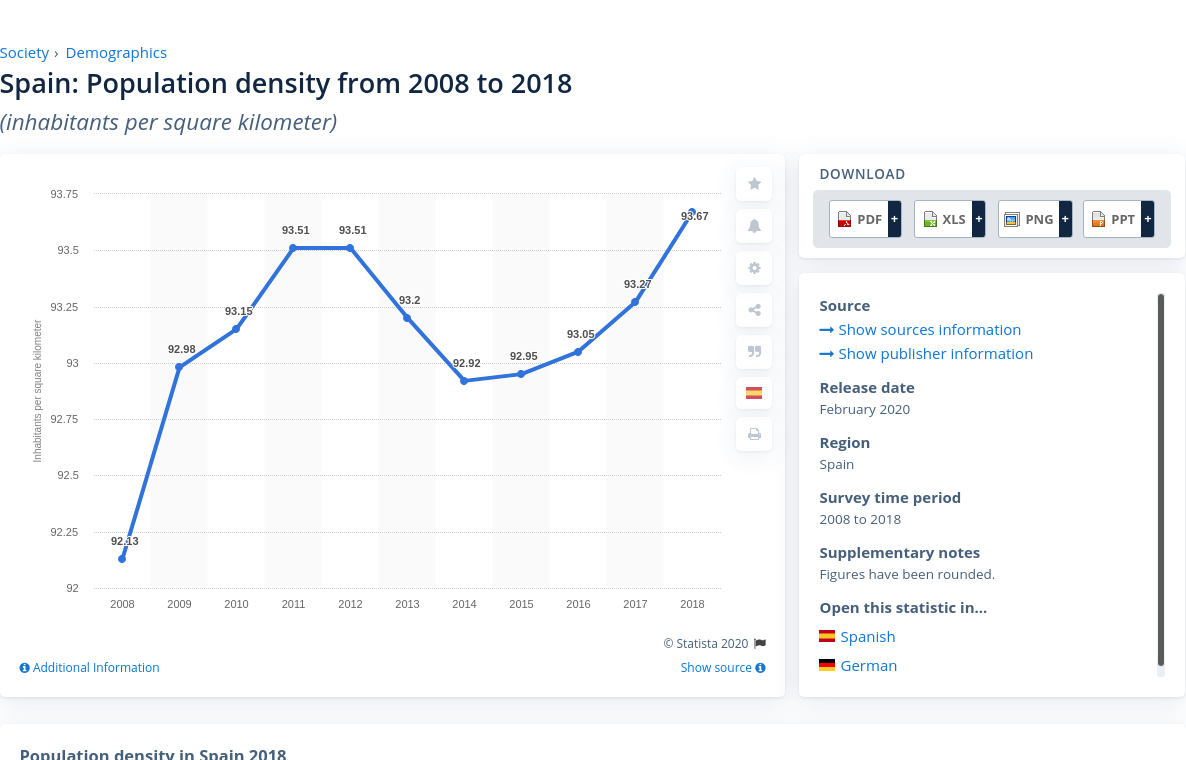 Society › Demographics
Spain: Population density from 2008 to 2018
(inhabitants per square kilometer)
93.75
93.5
93.25
93
92.75
92.5
92.25
92
Inhabitants per square kilometer
92.13
92.98
93.15
93.51
93.51
93.2
92.92
92.95
93.05
93.27
93.67
2008 2009 2010 2011 2012 2013 2014 2015 2016 2017 2018
© Statista 2020
Additional Information
Show source
DOWNLOAD
PDF + XLS + PNG + PPT +
Source
Show sources information
Show publisher information
Release date
February 2020
Region
Spain
Survey time period
2008 to 2018
Supplementary notes
Figures have been rounded.
Open this statistic in...
Spanish
German
Population density in Spain 2018